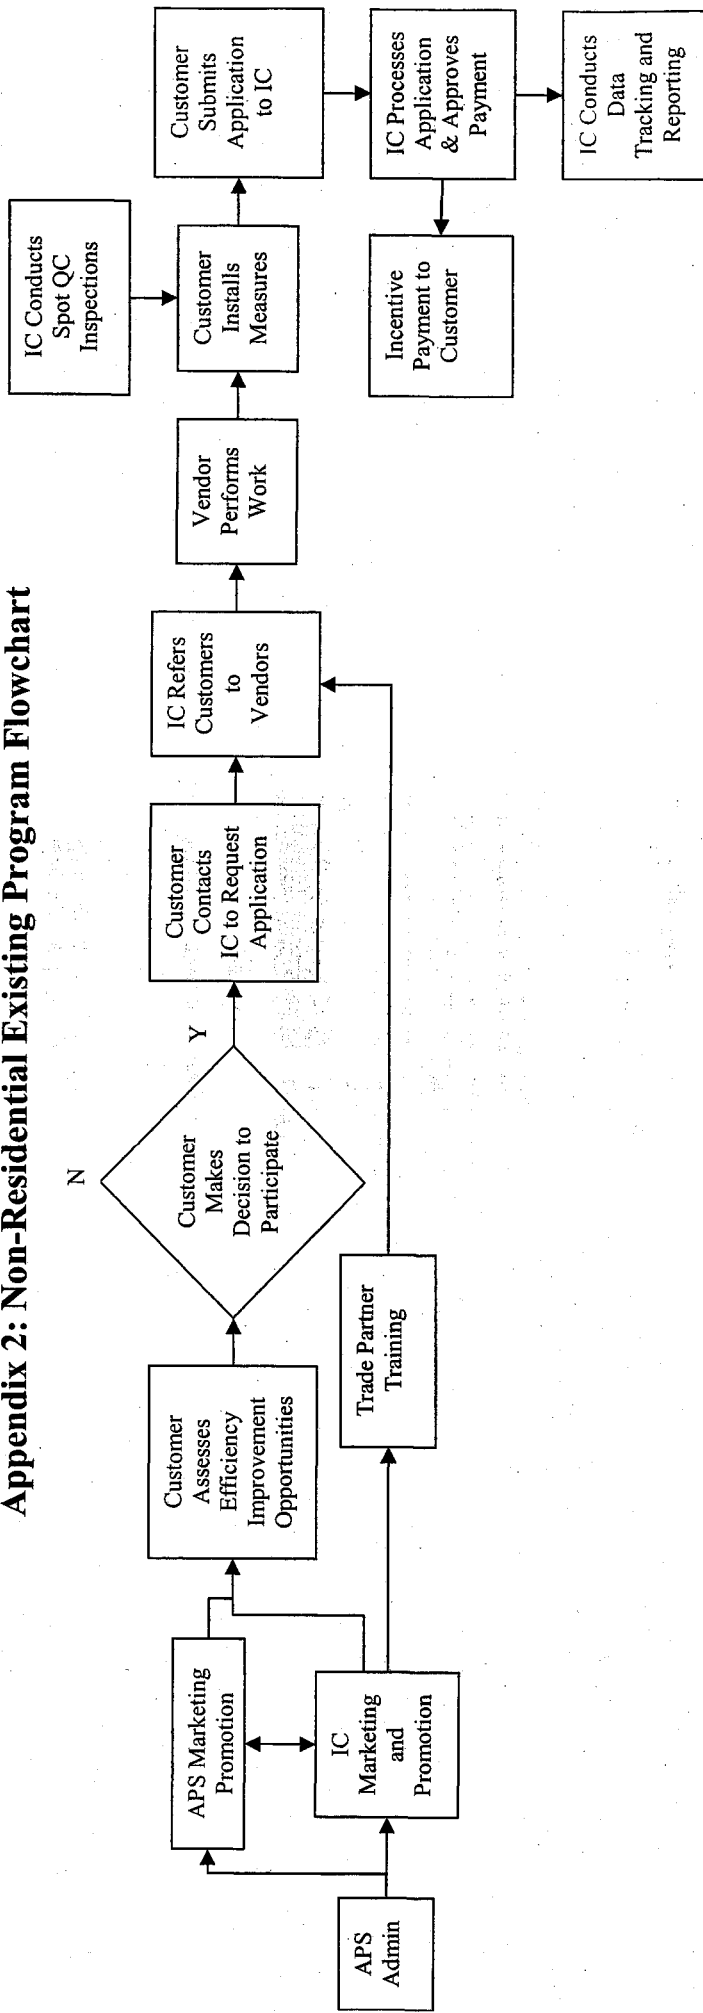 Appendix 2: Non-Residential Existing Program Flowchart
APS
Admin
APS Marketing
Promotion
IC
Marketing
and
Promotion
Customer
Assesses
Efficiency
Improvement
Opportunities
Trade Partner
Training
Customer
Makes
Decision to
Participate
N
Y
Customer
Contacts
IC to Request
Application
IC Refers
Customers
to
Vendors
Vendor
Performs
Work
IC Conducts
Spot QC
Inspections
Customer
Installs
Measures
Customer
Submits
Application
to IC
IC Processes
Application
& Approves
Payment
Incentive
Payment to
Customer
IC Conducts
Data
Tracking and
Reporting